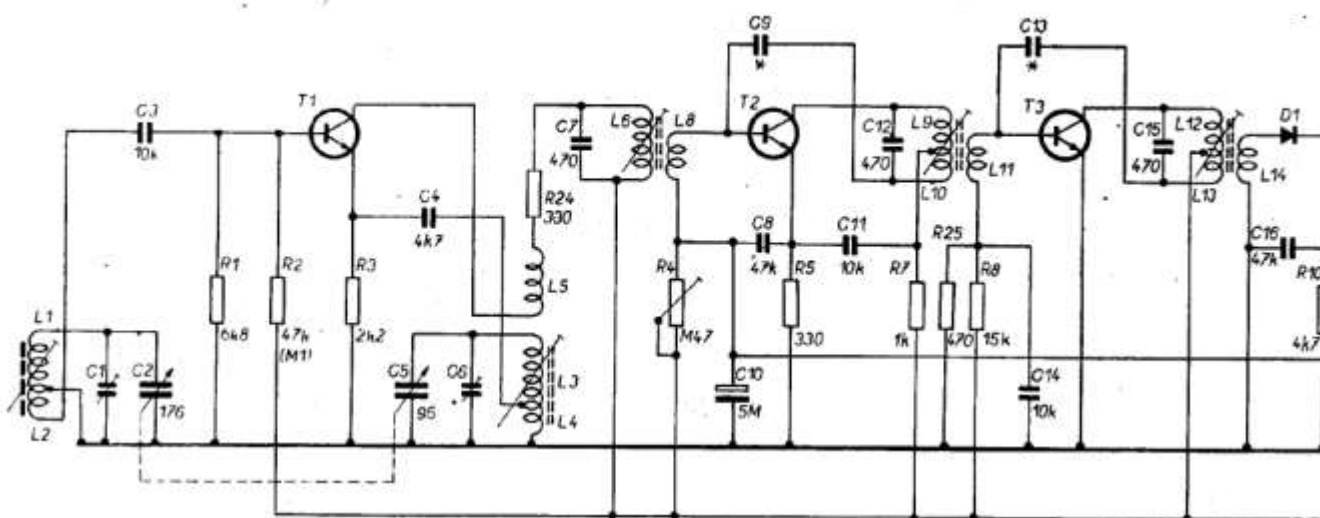 C3
10k
T1
R1
6k8
R2
47k
(M1)
R3
2k2
C4
4k7
L1
L2
C1
C2
176
C5
95
C6
L3
L4
L5
R24
330
C7
470
L6
L8
C9
*
T2
C12
470
L9
L10
L11
C8
47k
C11
10k
R4
M47
R5
330
R7
1k
R25
470
R8
15k
C10
5M
C14
10k
C13
*
T3
C15
470
L12
L13
L14
D1
C16
47k
R10
4k7